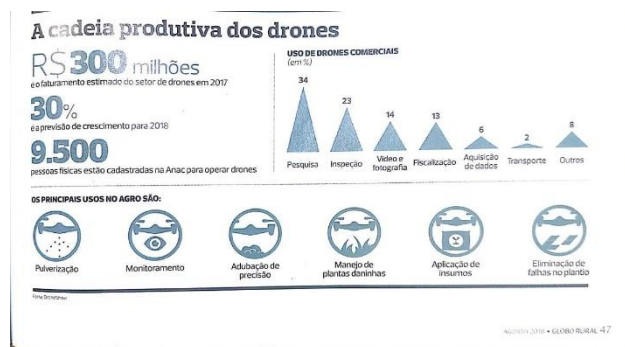 A cadeia produtiva dos drones
R$300 milhões
é o faturamento estimado do setor de drones em 2017
30%
é a previsão de crescimento para 2018
9.500
pessoas físicas estão cadastradas na Anac para operar drones
USO DE DRONES COMERCIAIS
(em %)
34
23
14
13
6
2
8
Pesquisa
Inspeção
Vídeo e
fotografia
Fiscalização
Aquisição
de dados
Transporte
Outros
OS PRINCIPAIS USOS NO AGRO SÃO:
Pulverização
Monitoramento
Adubação de
precisão
Manejo de
plantas daninhas
Aplicação de
insumos
Eliminação de
falhas no plantio
AGOSTO 2018 • GLOBO RURAL 47